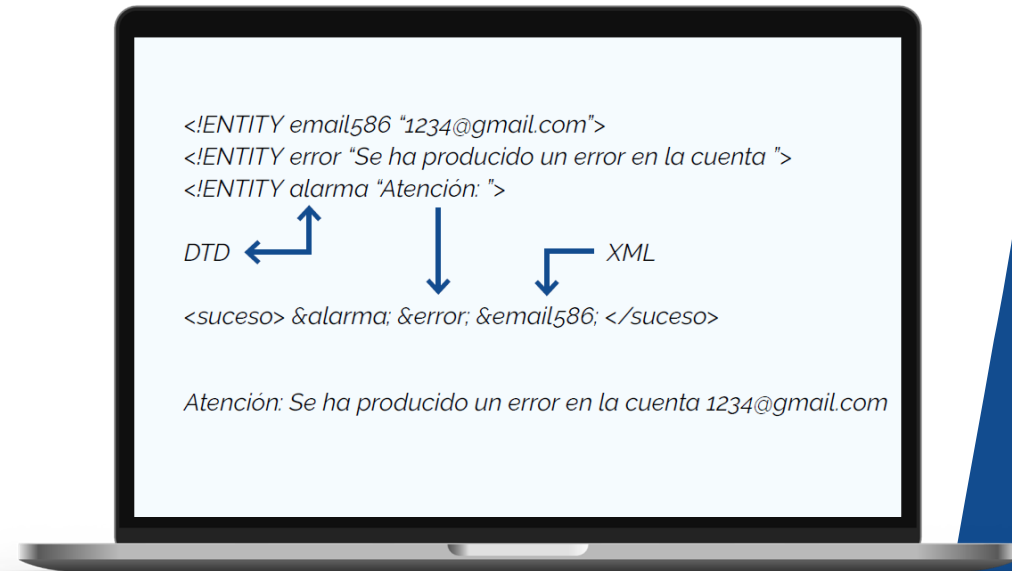 <!ENTITY email586 “1234@gmail.com”>
<!ENTITY error “Se ha producido un error en la cuenta ”>
<!ENTITY alarma “Atención: ”>
DTD
XML
<suceso> &alarma; &error; &email586; </suceso>
Atención: Se ha producido un error en la cuenta 1234@gmail.com